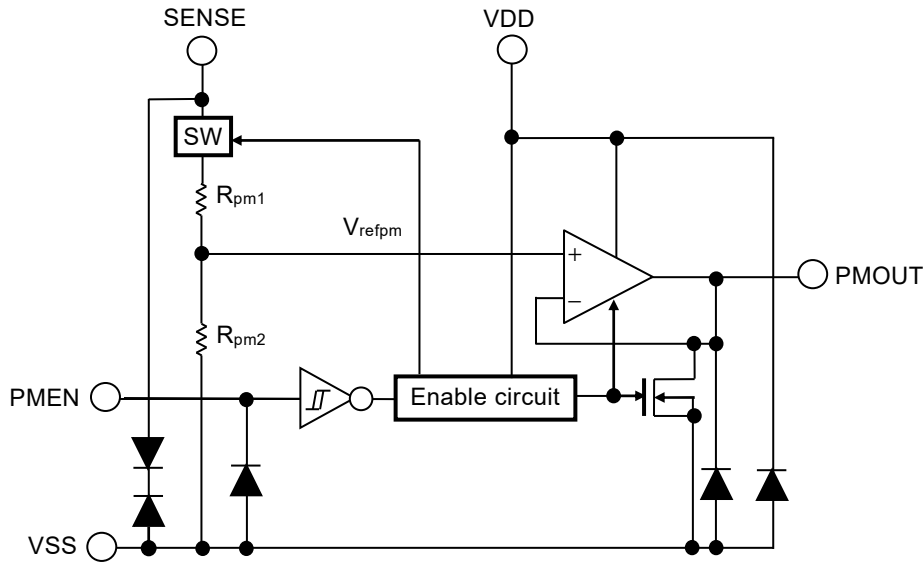 SENSE
VDD
SW
Rpm1
Vrefpm
+
−
PMOUT
Rpm2
PMEN
Enable circuit
VSS